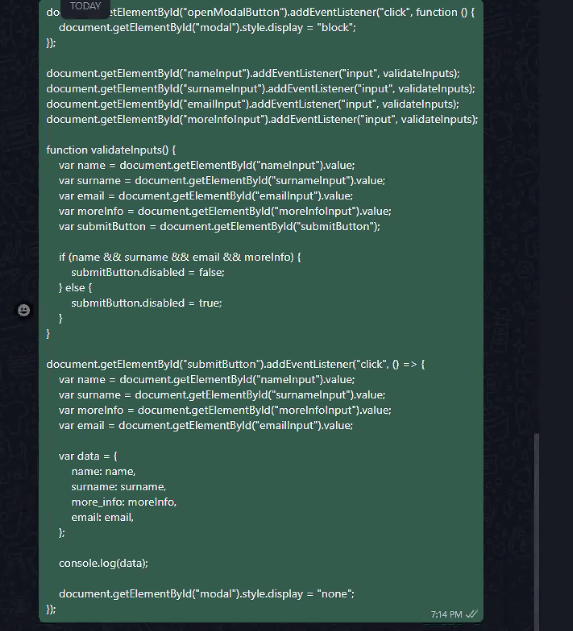 TODAY
do etElementById("openModalButton").addEventListener("click", function () {
document.getElementById("modal").style.display = "block";
});
document.getElementById("nameInput").addEventListener("input", validateInputs);
document.getElementById("surnameInput").addEventListener("input", validateInputs);
document.getElementById("emailInput").addEventListener("input", validateInputs);
document.getElementById("moreInfoInput").addEventListener("input", validateInputs);
function validateInputs() {
var name = document.getElementById("nameInput").value;
var surname = document.getElementById("surnameInput").value;
var email = document.getElementById("emailInput").value;
var moreInfo = document.getElementById("moreInfoInput").value;
var submitButton = document.getElementById("submitButton");
if (name && surname && email && moreInfo) {
submitButton.disabled = false;
} else {
submitButton.disabled = true;
}
}
document.getElementById("submitButton").addEventListener("click", () => {
var name = document.getElementById("nameInput").value;
var surname = document.getElementById("surnameInput").value;
var moreInfo = document.getElementById("moreInfoInput").value;
var email = document.getElementById("emailInput").value;
var data = {
name: name,
surname: surname,
more_info: moreInfo,
email: email,
};
console.log(data);
document.getElementById("modal").style.display = "none";
});
7:14 PM